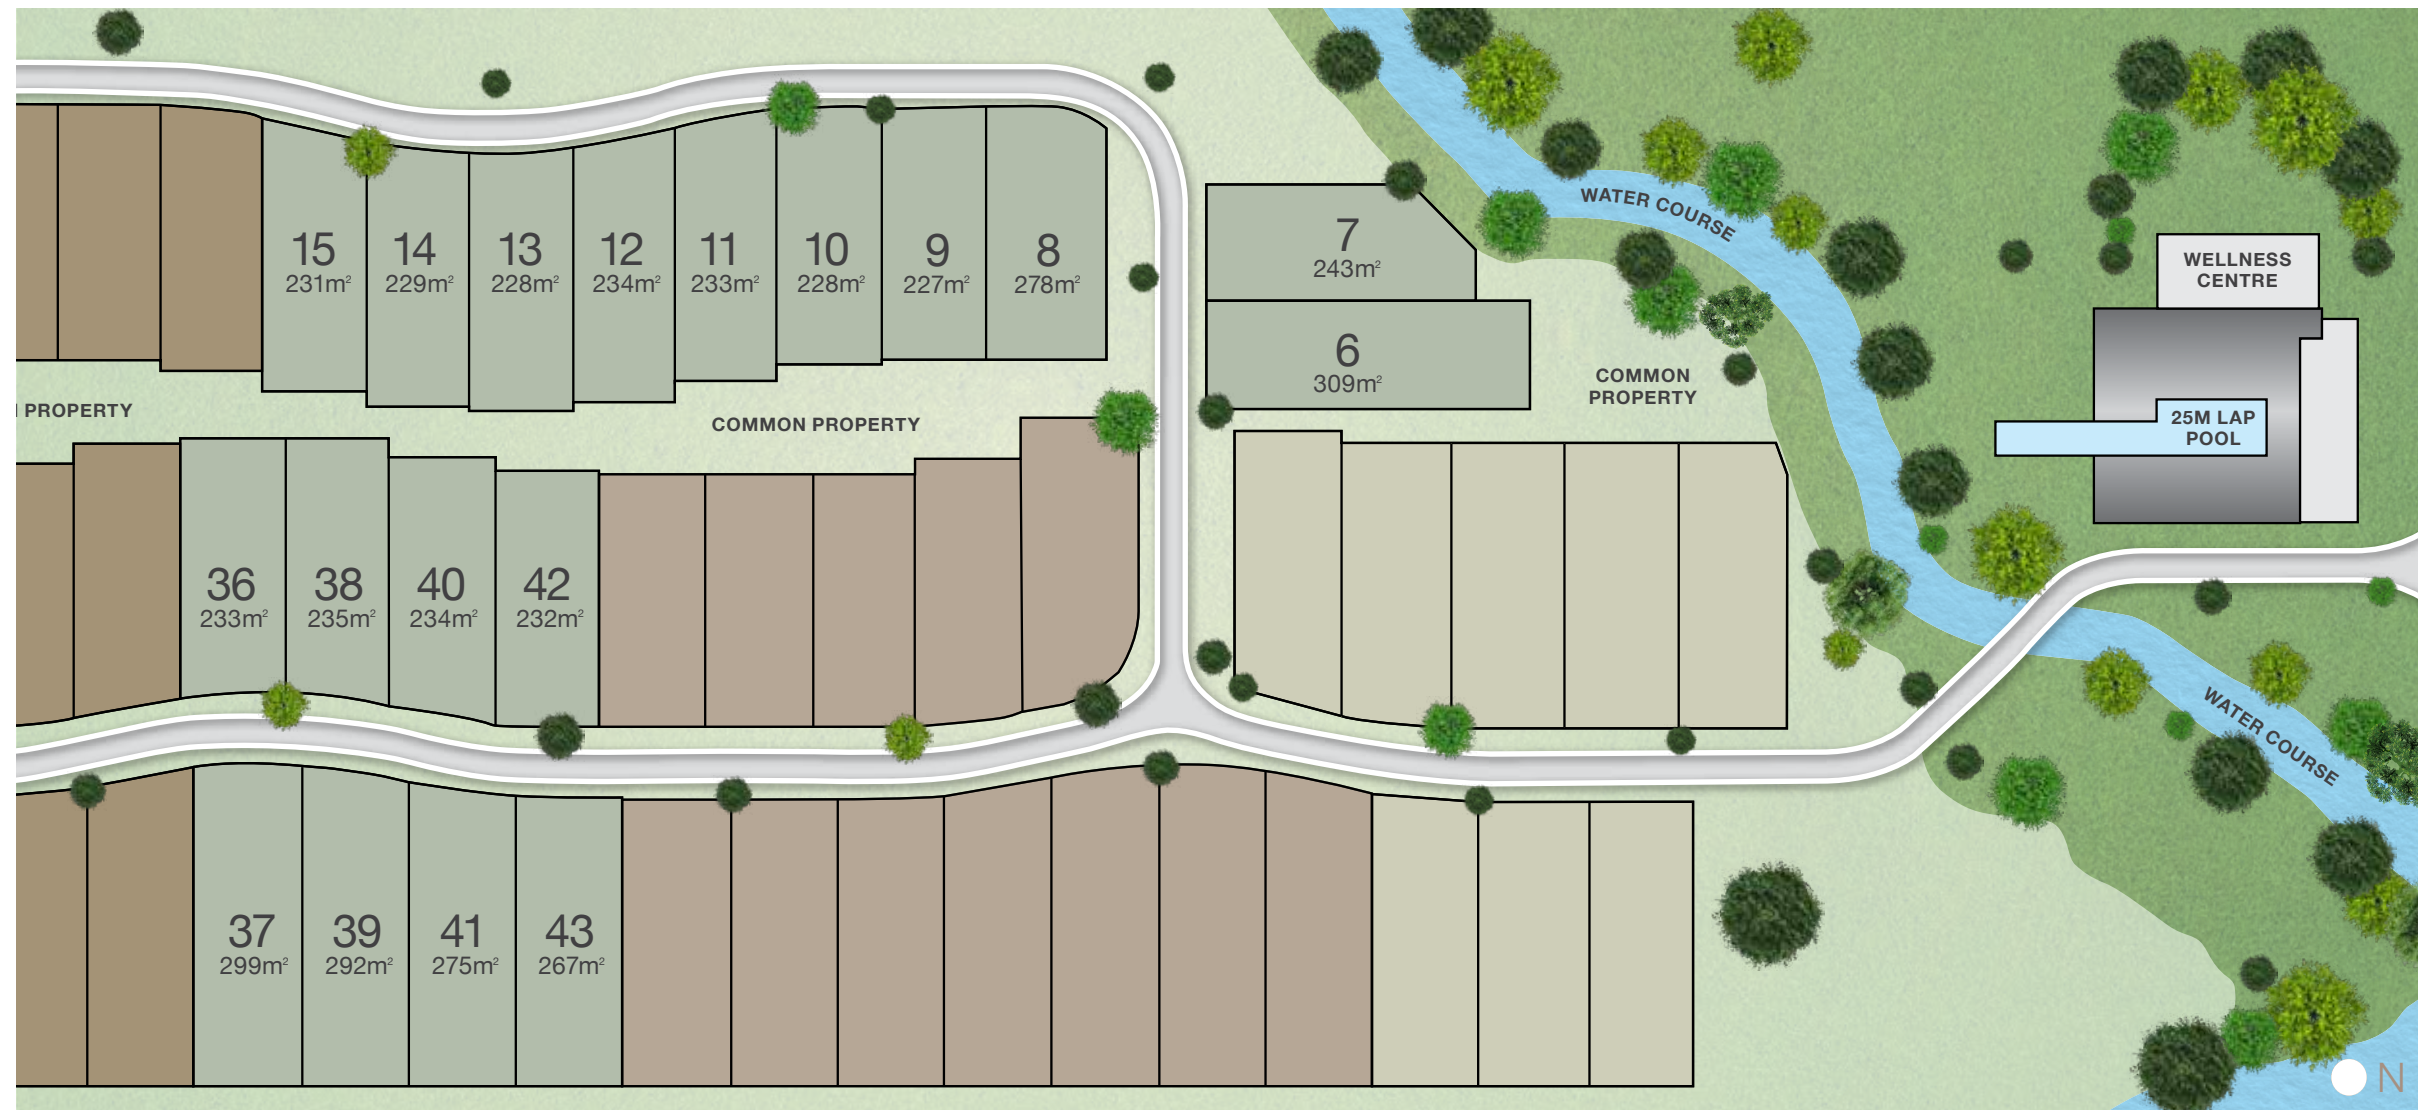 15
231m²
14
229m²
13
228m²
12
234m²
11
233m²
10
228m²
9
227m²
8
278m²
7
243m²
6
309m²
WATER COURSE
WELLNESS
CENTRE
25M LAP
POOL
COMMON
PROPERTY
PROPERTY
COMMON PROPERTY
36
233m²
38
235m²
40
234m²
42
232m²
WATER COURSE
37
299m²
39
292m²
41
275m²
43
267m²
N